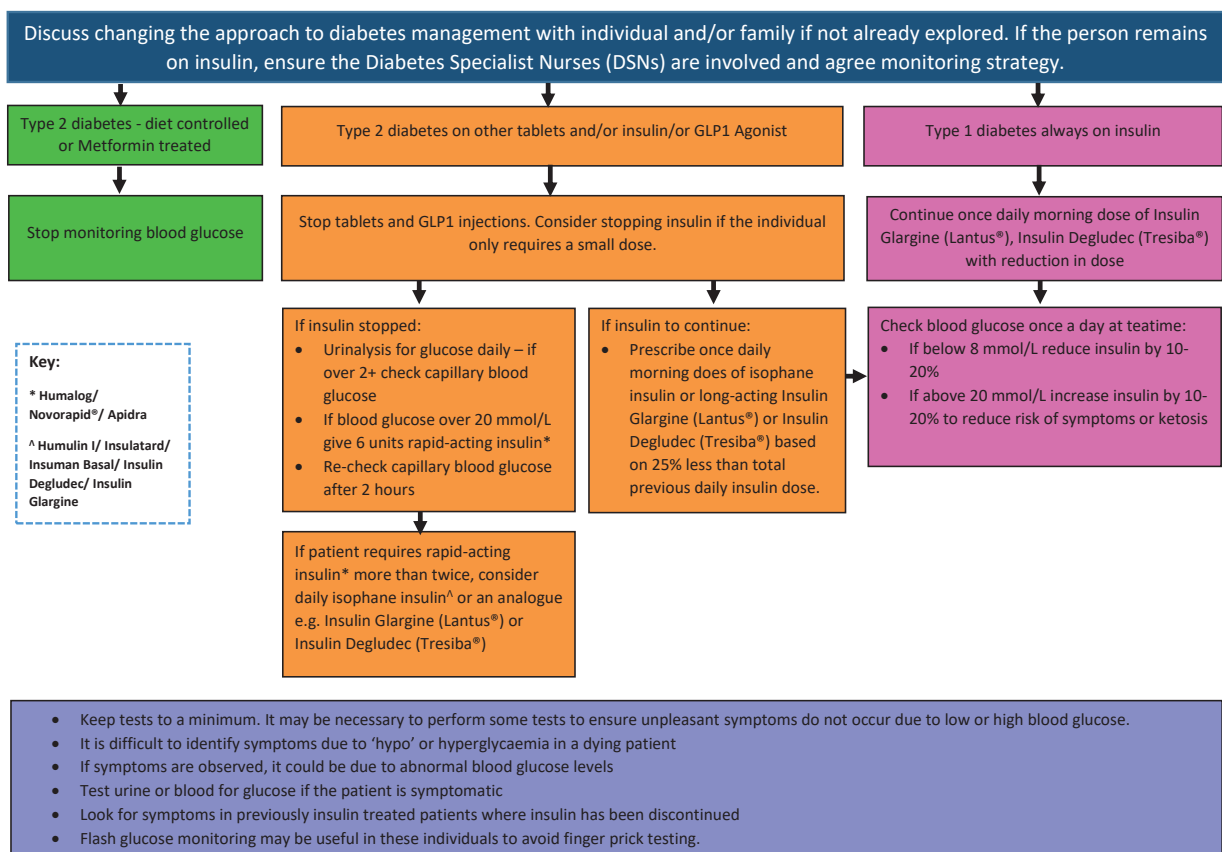 Discuss changing the approach to diabetes management with individual and/or family if not already explored. If the person remains
on insulin, ensure the Diabetes Specialist Nurses (DSNs) are involved and agree monitoring strategy.
Type 2 diabetes - diet controlled
or Metformin treated
Type 2 diabetes on other tablets and/or insulin/or GLP1 Agonist
Type 1 diabetes always on insulin
Stop monitoring blood glucose
Stop tablets and GLP1 injections. Consider stopping insulin if the individual
only requires a small dose.
Continue once daily morning dose of Insulin
Glargine (Lantus®), Insulin Degludec (Tresiba®)
with reduction in dose
Key:
* Humalog/
Novorapid®/ Apidra
^ Humulin I/ Insulatard/
Insuman Basal/ Insulin
Degludec/ Insulin
Glargine
If insulin stopped:
• Urinalysis for glucose daily – if
over 2+ check capillary blood
glucose
• If blood glucose over 20 mmol/L
give 6 units rapid-acting insulin*
• Re-check capillary blood glucose
after 2 hours
If insulin to continue:
• Prescribe once daily
morning does of isophane
insulin or long-acting Insulin
Glargine (Lantus®) or Insulin
Degludec (Tresiba®) based
on 25% less than total
previous daily insulin dose.
Check blood glucose once a day at teatime:
• If below 8 mmol/L reduce insulin by 10-
20%
• If above 20 mmol/L increase insulin by 10-
20% to reduce risk of symptoms or ketosis
If patient requires rapid-acting
insulin* more than twice, consider
daily isophane insulin^ or an analogue
e.g. Insulin Glargine (Lantus®) or
Insulin Degludec (Tresiba®)
• Keep tests to a minimum. It may be necessary to perform some tests to ensure unpleasant symptoms do not occur due to low or high blood glucose.
• It is difficult to identify symptoms due to ‘hypo’ or hyperglycaemia in a dying patient
• If symptoms are observed, it could be due to abnormal blood glucose levels
• Test urine or blood for glucose if the patient is symptomatic
• Look for symptoms in previously insulin treated patients where insulin has been discontinued
• Flash glucose monitoring may be useful in these individuals to avoid finger prick testing.